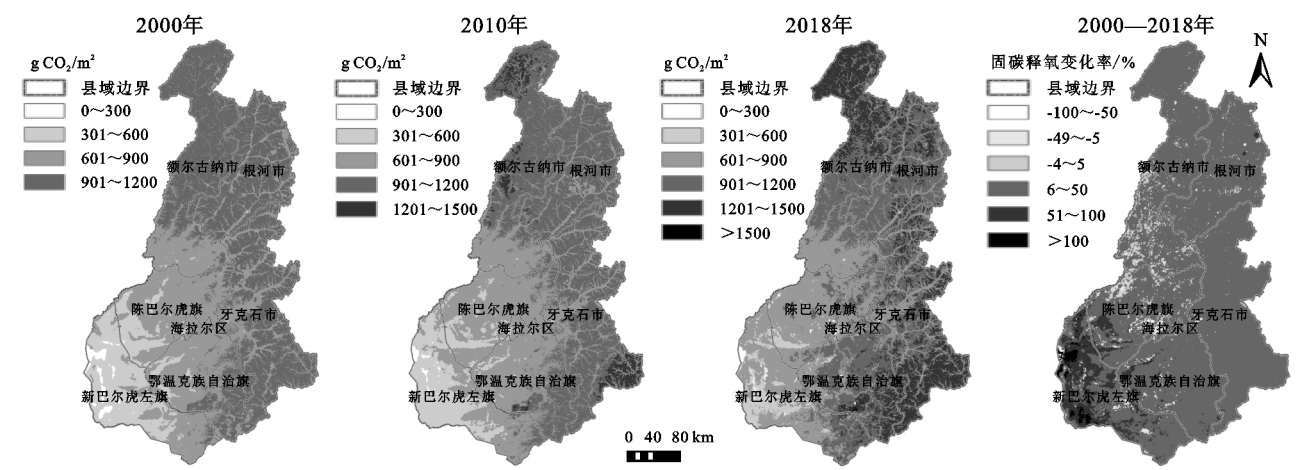 2000年
g CO₂/m²
县域边界
0～300
301～600
601～900
901～1200
额尔古纳市
根河市
陈巴尔虎旗
牙克石市
海拉尔区
鄂温克族自治旗
新巴尔虎左旗
2010年
g CO₂/m²
县域边界
0～300
301～600
601～900
901～1200
1201～1500
额尔古纳市
根河市
陈巴尔虎旗
牙克石市
海拉尔区
鄂温克族自治旗
新巴尔虎左旗
2018年
g CO₂/m²
县域边界
0～300
301～600
601～900
901～1200
1201～1500
>1500
额尔古纳市
根河市
陈巴尔虎旗
牙克石市
海拉尔区
鄂温克族自治旗
新巴尔虎左旗
2000—2018年
固碳释氧变化率/%
县域边界
-100～-50
-49～-5
-4～5
6～50
51～100
>100
额尔古纳市
根河市
陈巴尔虎旗
牙克石市
海拉尔区
鄂温克族自治旗
新巴尔虎左旗
N
0 40 80 km